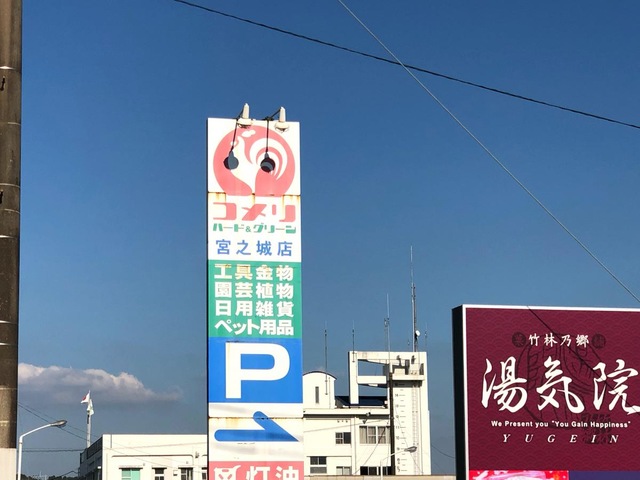 コメリ
ハード&グリーン
宮之城店
工具金物
園芸植物
日用雑貨
ペット用品
P
灯油
竹林乃郷
湯気院
We Present you "You Gain Happyness"
YUGEIN